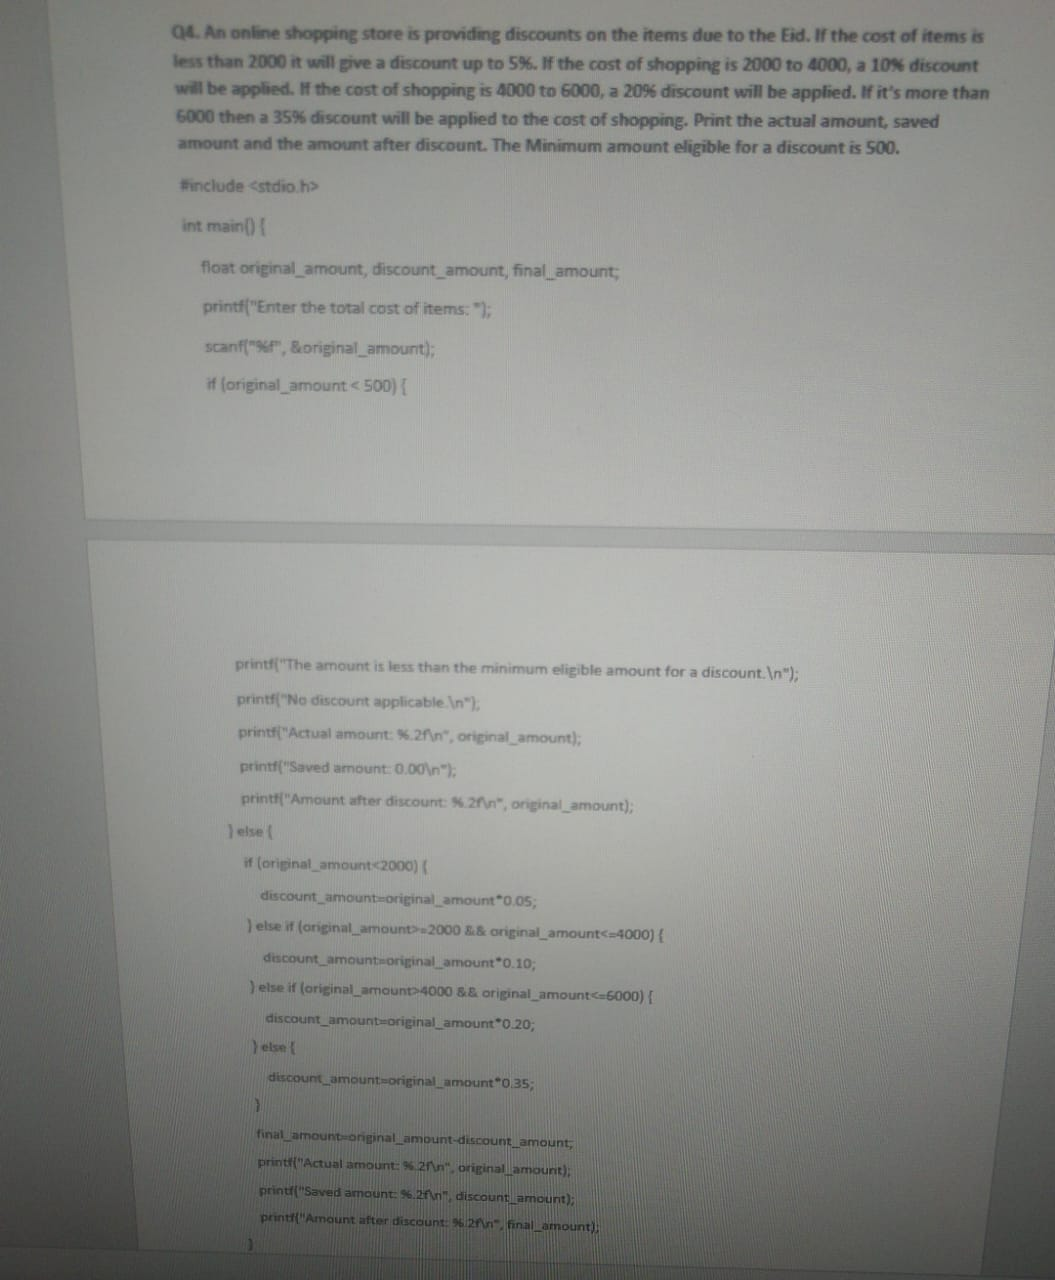 Q4. An online shopping store is providing discounts on the items due to the Eid. If the cost of items is
less than 2000 it will give a discount up to 5%. If the cost of shopping is 2000 to 4000, a 10% discount
will be applied. If the cost of shopping is 4000 to 6000, a 20% discount will be applied. If it's more than
6000 then a 35% discount will be applied to the cost of shopping. Print the actual amount, saved
amount and the amount after discount. The Minimum amount eligible for a discount is 500.
#include <stdio.h>
int main() {
float original_amount, discount_amount, final_amount;
printf("Enter the total cost of items: ");
scanf("%f", &original_amount);
if (original_amount < 500) {
printf("The amount is less than the minimum eligible amount for a discount.\n");
printf("No discount applicable.\n");
printf("Actual amount: %.2f\n", original_amount);
printf("Saved amount: 0.00\n");
printf("Amount after discount: %.2f\n", original_amount);
} else {
if (original_amount<2000) {
discount_amount=original_amount*0.05;
} else if (original_amount>=2000 && original_amount<=4000) {
discount_amount=original_amount*0.10;
} else if (original_amount>4000 && original_amount<=6000) {
discount_amount=original_amount*0.20;
} else {
discount_amount=original_amount*0.35;
}
final_amount=original_amount-discount_amount;
printf("Actual amount: %.2f\n", original_amount);
printf("Saved amount: %.2f\n", discount_amount);
printf("Amount after discount: %.2f\n", final_amount);
}